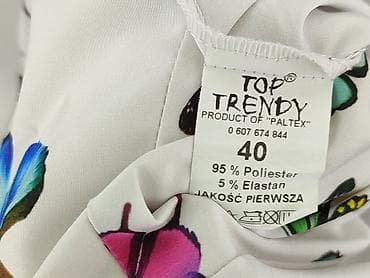 TOP®
TRENDY
PRODUCT OF "PALTEX"
0 607 674 844
40
95 % Poliester
5 % Elastan
JAKOŚĆ PIERWSZA